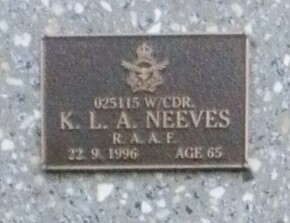 025115 W/CDR.
K. L. A. NEEVES
R. A. A. F.
22. 9. 1996 AGE 65